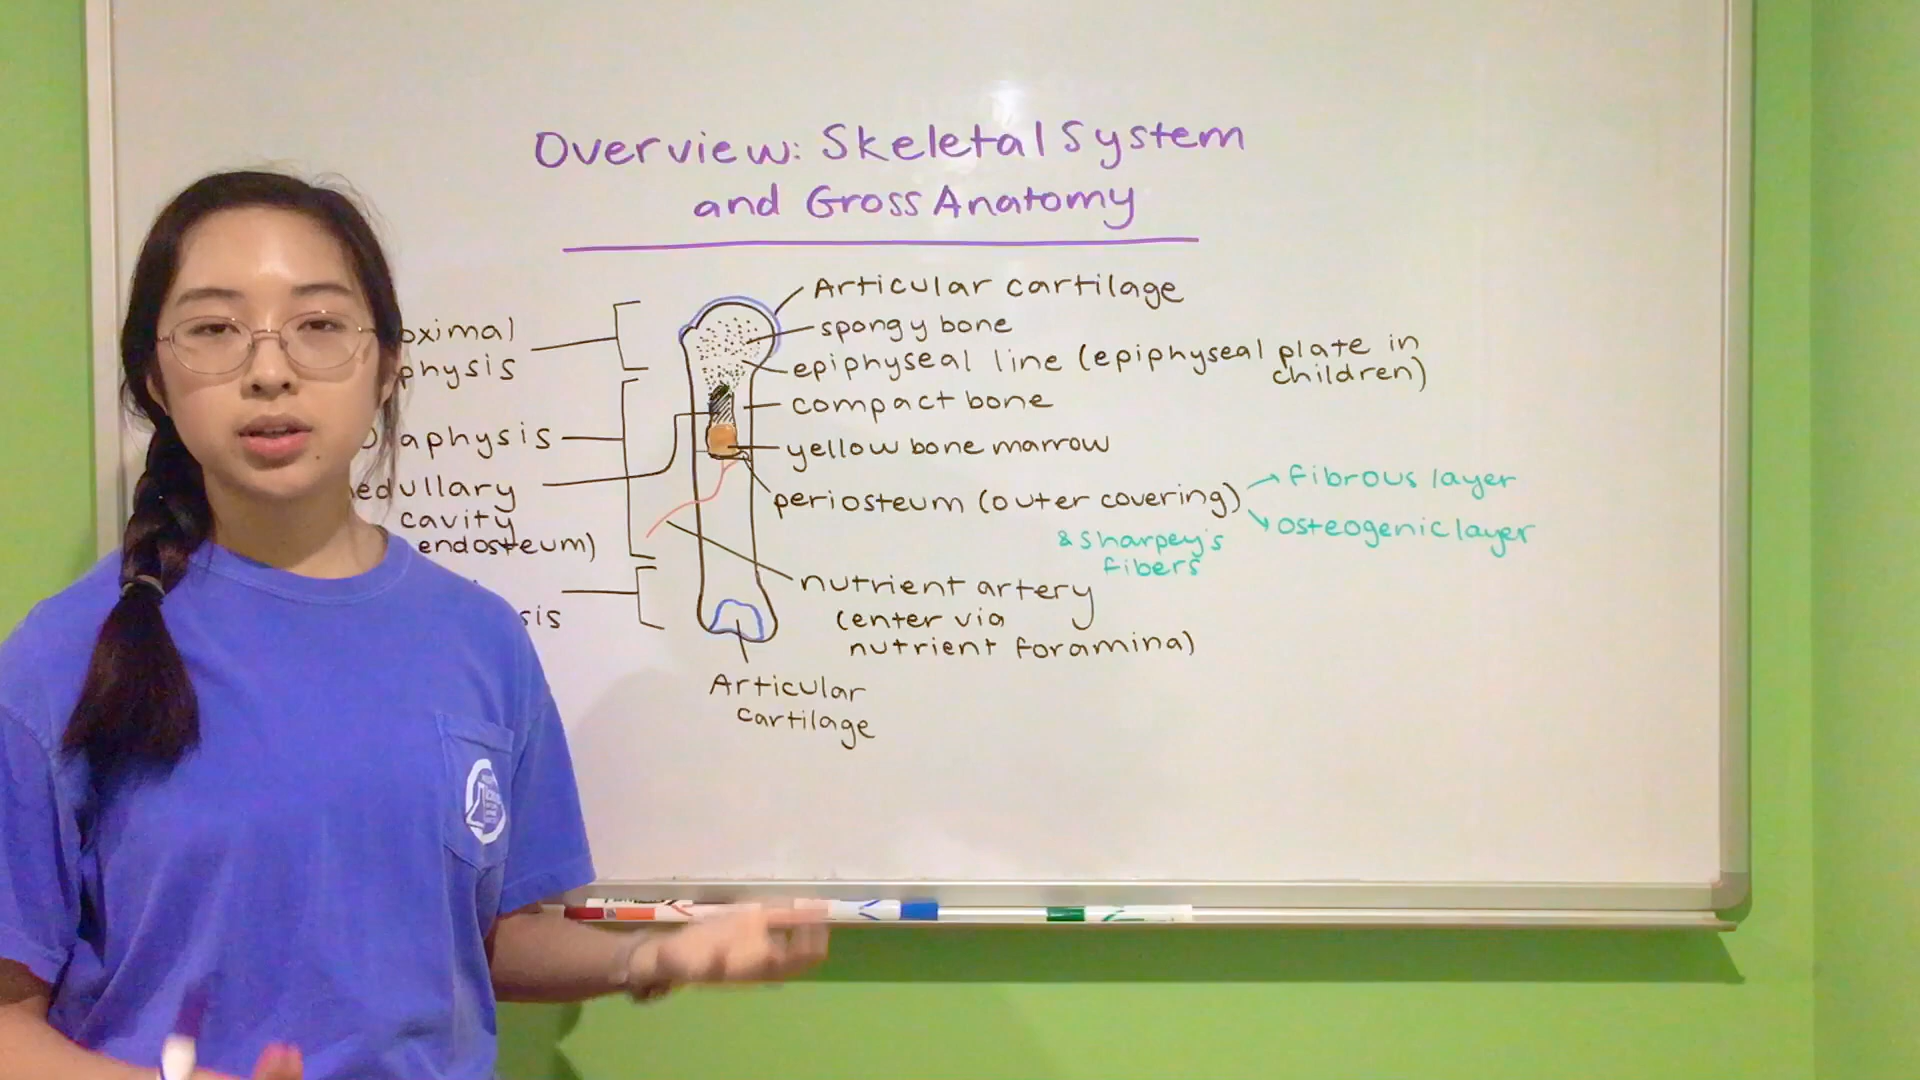 Overview: Skeletal System
and Gross Anatomy
Articular cartilage
spongy bone
epiphyseal line (epiphyseal plate in
children)
compact bone
yellow bone marrow
periosteum (outer covering)
fibrous layer
osteogenic layer
& Sharpey's
fibers
nutrient artery
(enter via
nutrient foramina)
Articular
cartilage
oximal
physis
Diaphysis
edullary
cavity
endosteum)
sis